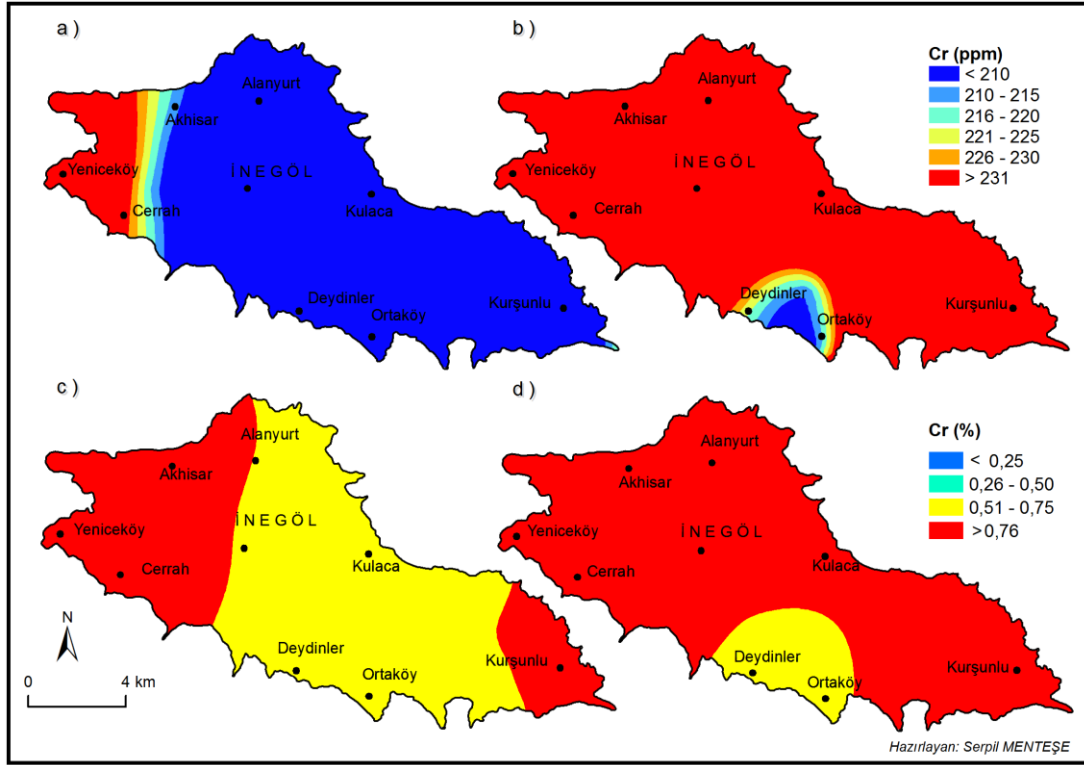 a )
Alanyurt
Akhisar
Yeniceköy
İ N E G Ö L
Cerrah
Kulaca
Deydinler
Ortaköy
Kurşunlu
b )
Alanyurt
Akhisar
Yeniceköy
İ N E G Ö L
Cerrah
Kulaca
Deydinler
Ortaköy
Kurşunlu
Cr (ppm)
< 210
210 - 215
216 - 220
221 - 225
226 - 230
> 231
c )
Alanyurt
Akhisar
Yeniceköy
İ N E G Ö L
Cerrah
Kulaca
Deydinler
Ortaköy
Kurşunlu
N
0 4 km
d )
Alanyurt
Akhisar
Yeniceköy
İ N E G Ö L
Cerrah
Kulaca
Deydinler
Ortaköy
Kurşunlu
Cr (%)
< 0,25
0,26 - 0,50
0,51 - 0,75
>0,76
Hazırlayan: Serpil MENTEŞE